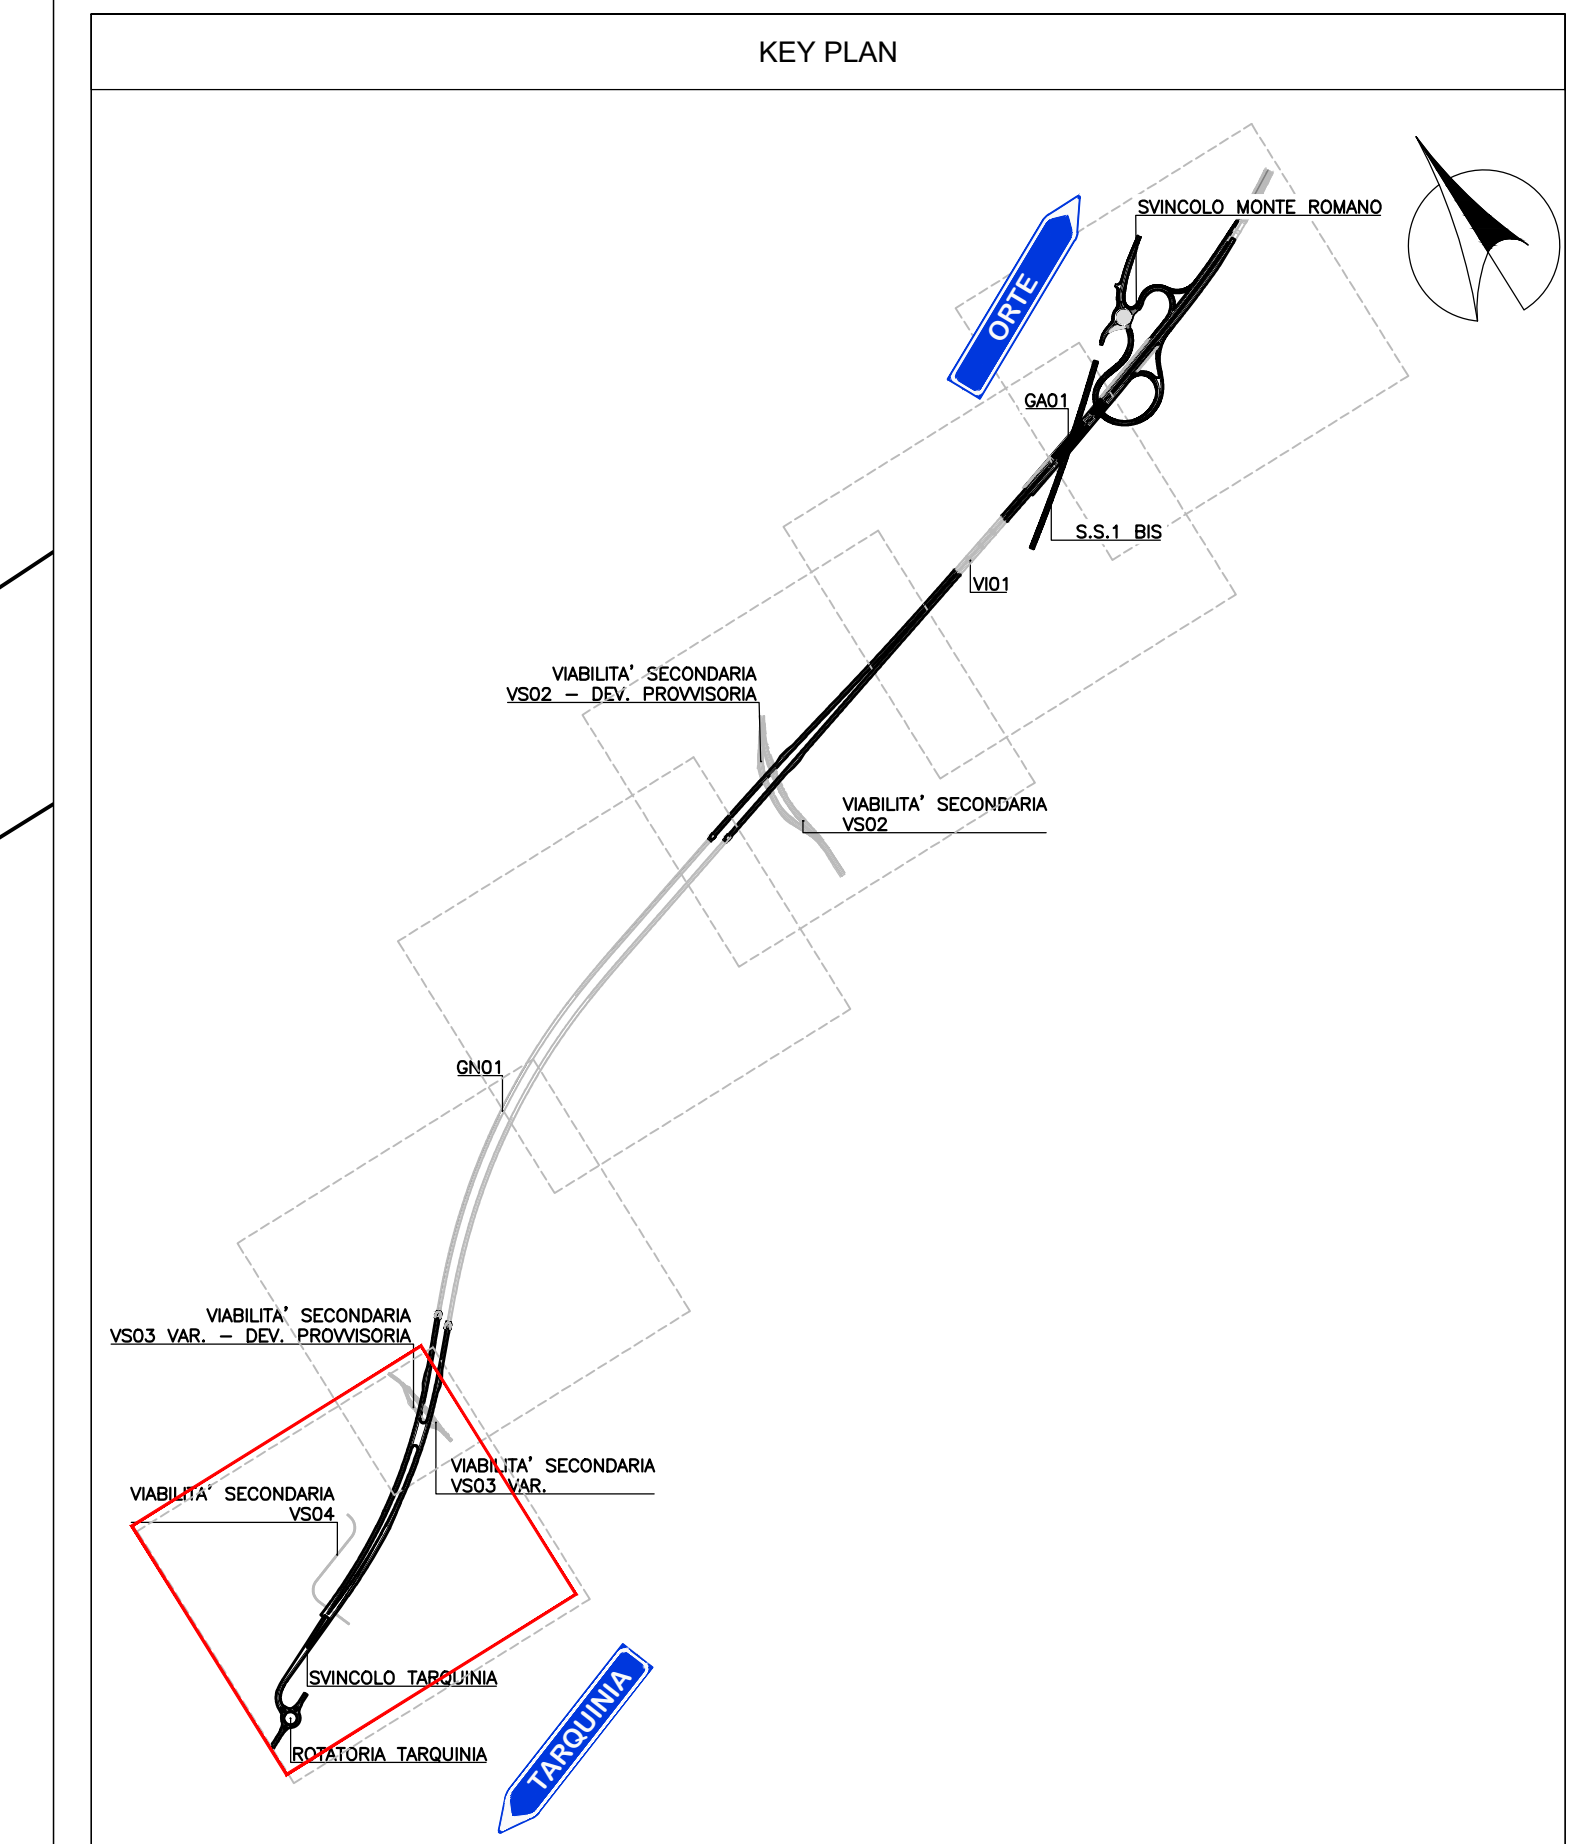 KEY PLAN
SVINCOLO MONTE ROMANO
ORTE
GA01
S.S.1 BIS
VI01
VIABILITA' SECONDARIA
VS02 – DEV. PROVVISORIA
VIABILITA' SECONDARIA
VS02
GN01
VIABILITA' SECONDARIA
VS03 VAR. – DEV. PROVVISORIA
VIABILITA' SECONDARIA
VS03 VAR.
VIABILITA' SECONDARIA
VS04
SVINCOLO TARQUINIA
TARQUINIA
ROTATORIA TARQUINIA